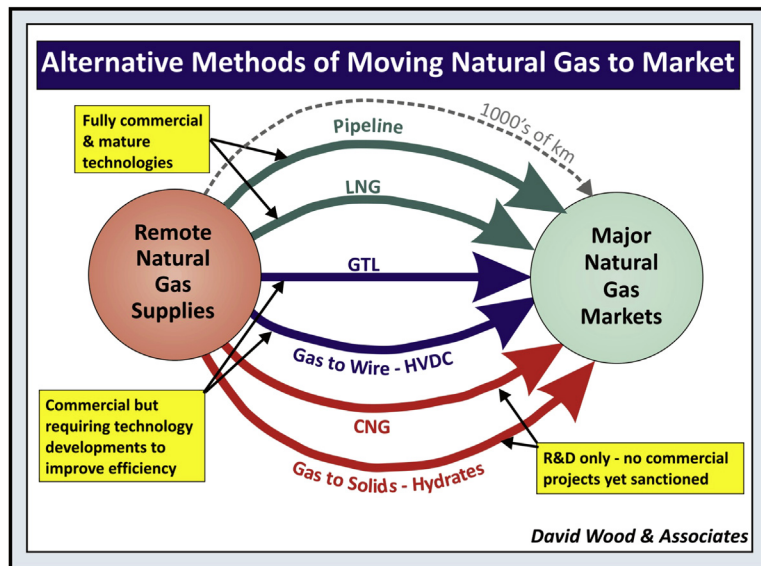 Alternative Methods of Moving Natural Gas to Market
Fully commercial
& mature
technologies
1000's of km
Pipeline
LNG
Remote
Natural
Gas
Supplies
Major
Natural
Gas
Markets
GTL
Gas to Wire - HVDC
CNG
Gas to Solids - Hydrates
Commercial but
requiring technology
developments to
improve efficiency
R&D only - no commercial
projects yet sanctioned
David Wood & Associates